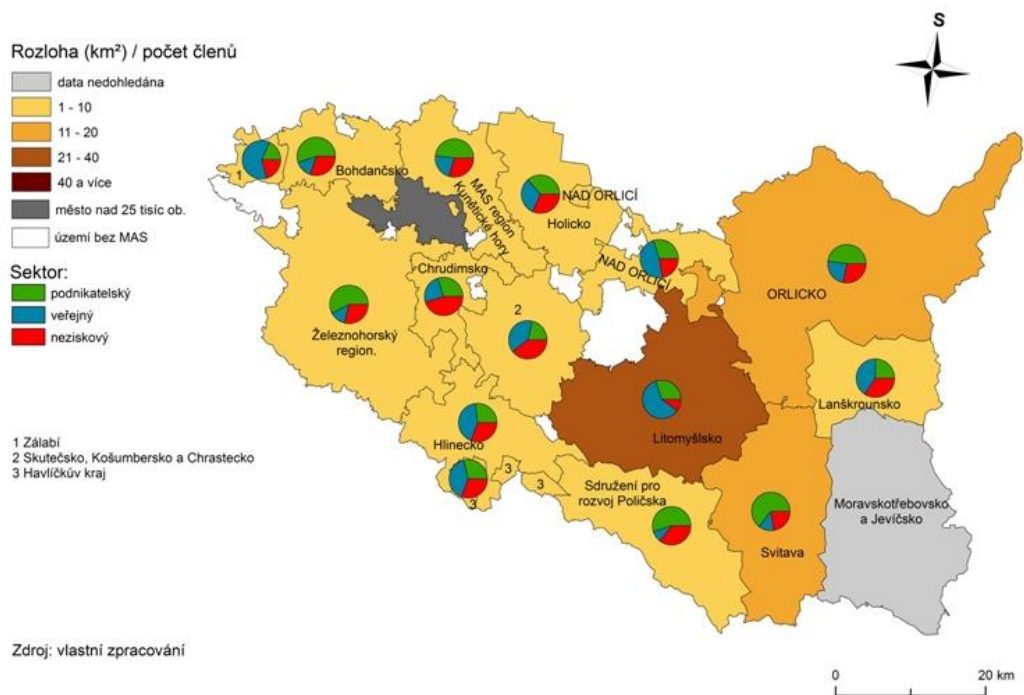 S
Rozloha (km²) / počet členů
data nedohledána
1 - 10
11 - 20
21 - 40
40 a více
město nad 25 tisíc ob.
území bez MAS
Sektor:
podnikatelský
veřejný
neziskový
1
Bohdančsko
MAS region
Kunětické hory
Holicko
NAD ORLICÍ
NAD ORLICÍ
ORLICKO
Chrudimsko
2
Železnohorský
region.
Lanškrounsko
Litomyšlsko
Hlinecko
3
3
3
Sdružení pro
rozvoj Poličska
Svitava
Moravskotřebovsko
a Jevíčsko
1 Zálabí
2 Skutečsko, Košumbersko a Chrastecko
3 Havlíčkův kraj
Zdroj: vlastní zpracování
0 20 km